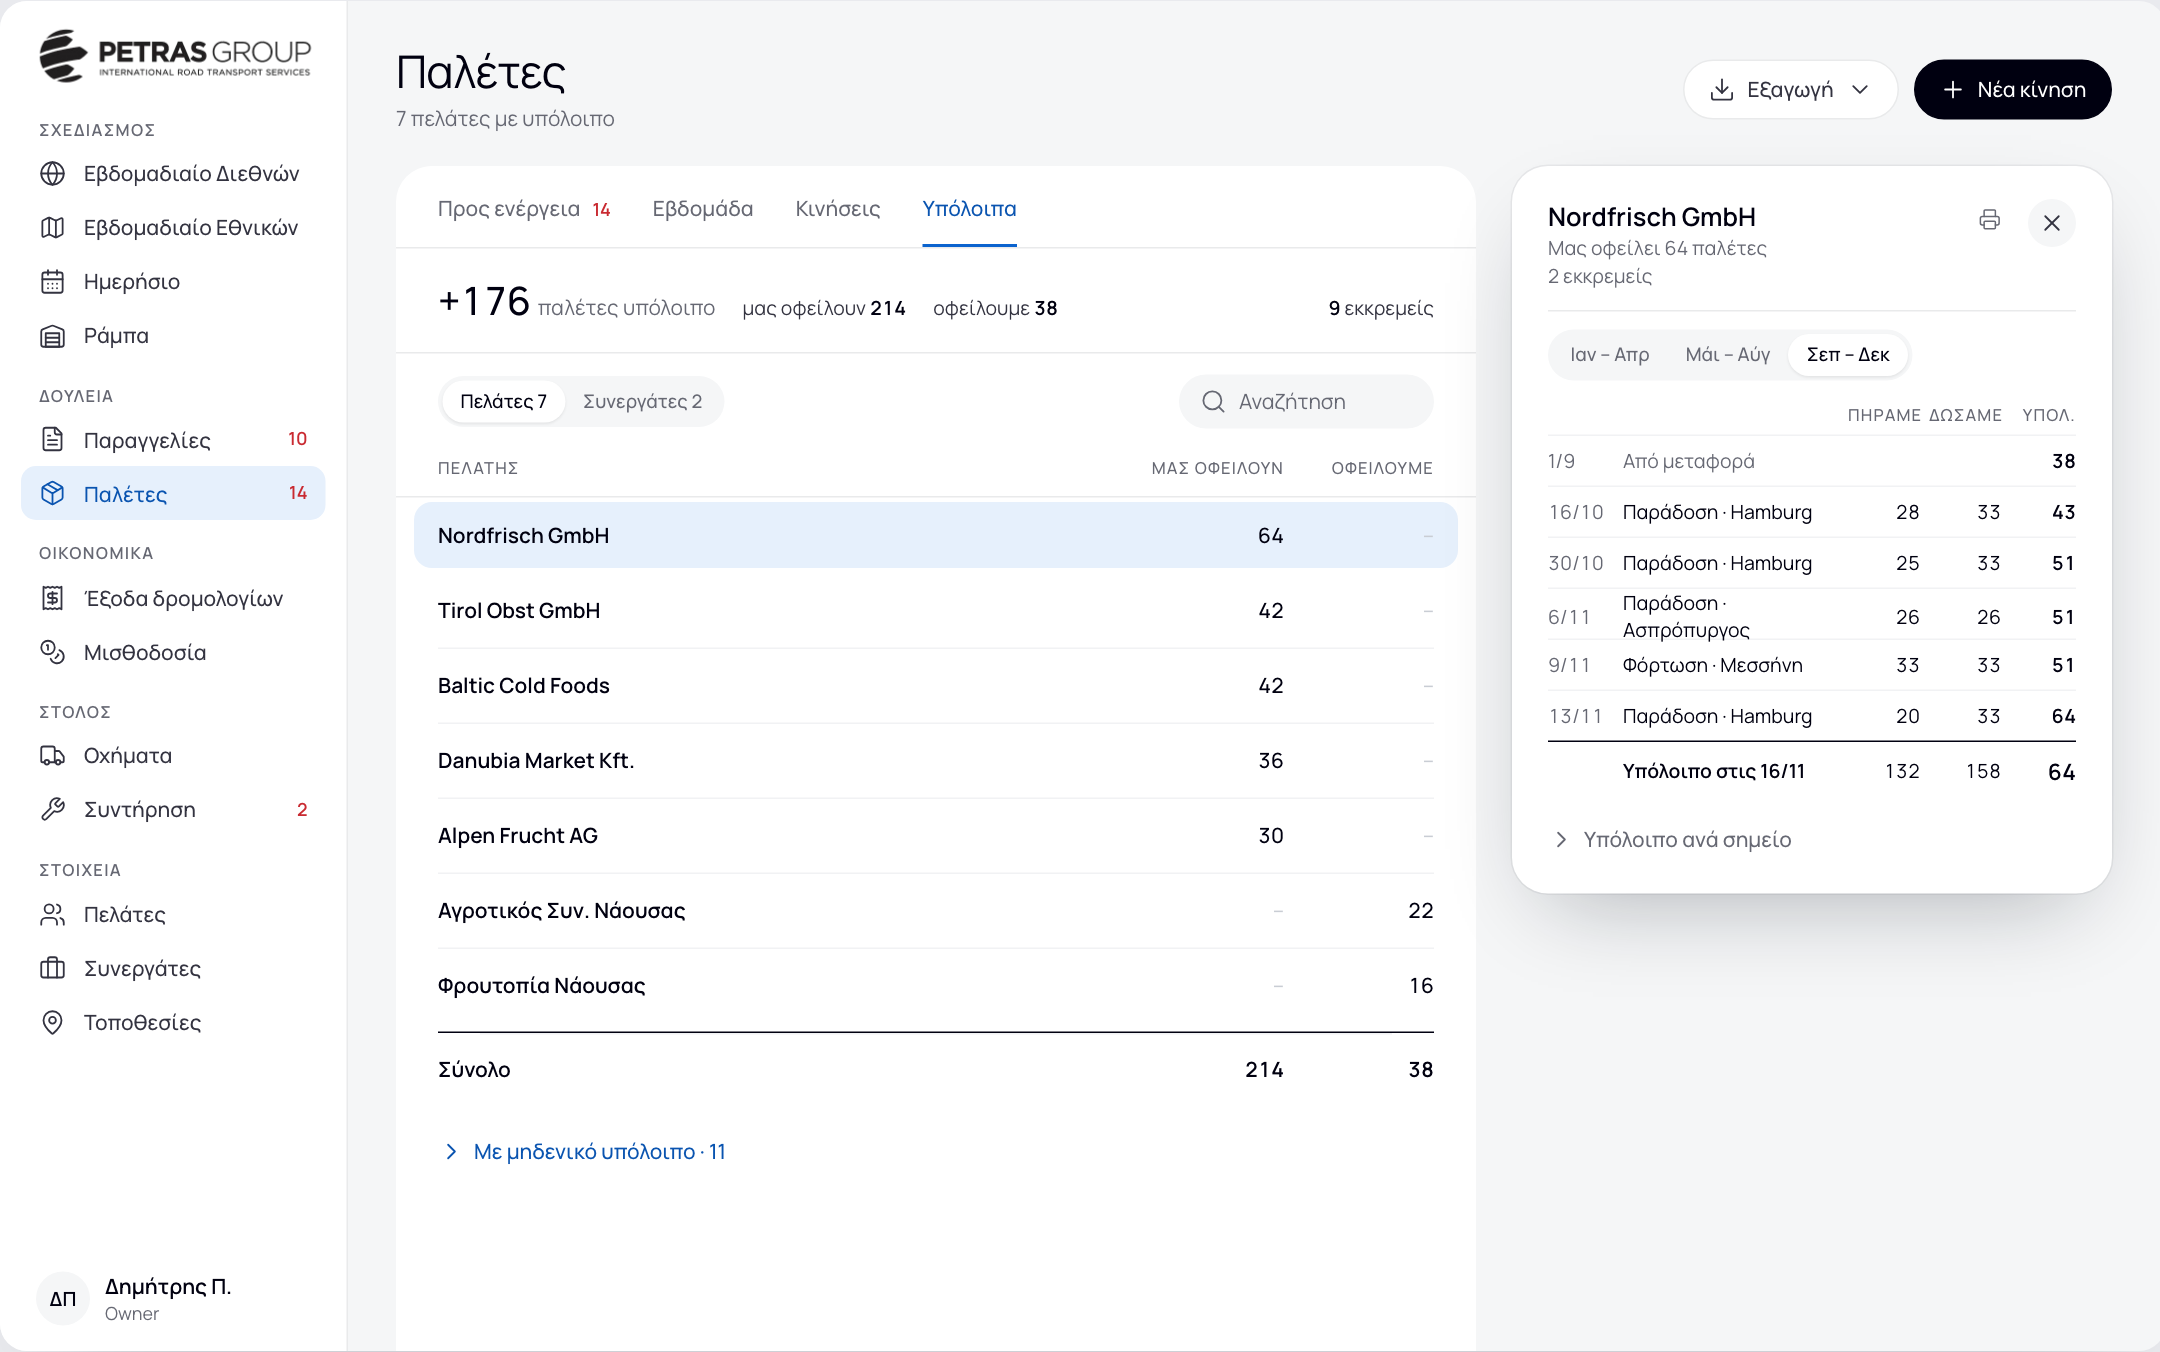 PETRAS GROUP
INTERNATIONAL ROAD TRANSPORT SERVICES
ΣΧΕΔΙΑΣΜΟΣ
Εβδομαδιαίο Διεθνών
Εβδομαδιαίο Εθνικών
Ημερήσιο
Ράμπα
ΔΟΥΛΕΙΑ
Παραγγελίες 10
Παλέτες 14
ΟΙΚΟΝΟΜΙΚΑ
Έξοδα δρομολογίων
Μισθοδοσία
ΣΤΟΛΟΣ
Οχήματα
Συντήρηση 2
ΣΤΟΙΧΕΙΑ
Πελάτες
Συνεργάτες
Τοποθεσίες
ΔΠ
Δημήτρης Π.
Owner
Παλέτες
7 πελάτες με υπόλοιπο
Εξαγωγή
Νέα κίνηση
Προς ενέργεια 14 Εβδομάδα Κινήσεις Υπόλοιπα
+176 παλέτες υπόλοιπο μας οφείλουν 214 οφείλουμε 38 9 εκκρεμείς
Πελάτες 7 Συνεργάτες 2 Αναζήτηση
ΠΕΛΑΤΗΣ ΜΑΣ ΟΦΕΙΛΟΥΝ ΟΦΕΙΛΟΥΜΕ
Nordfrisch GmbH 64 –
Tirol Obst GmbH 42 –
Baltic Cold Foods 42 –
Danubia Market Kft. 36 –
Alpen Frucht AG 30 –
Αγροτικός Συν. Νάουσας – 22
Φρουτοπία Νάουσας – 16
Σύνολο 214 38
Με μηδενικό υπόλοιπο · 11
Nordfrisch GmbH
Μας οφείλει 64 παλέτες
2 εκκρεμείς
Ιαν – Απρ Μάι – Αύγ Σεπ – Δεκ
ΠΗΡΑΜΕ ΔΩΣΑΜΕ ΥΠΟΛ.
1/9 Από μεταφορά 38
16/10 Παράδοση · Hamburg 28 33 43
30/10 Παράδοση · Hamburg 25 33 51
6/11 Παράδοση · Ασπρόπυργος 26 26 51
9/11 Φόρτωση · Μεσσήνη 33 33 51
13/11 Παράδοση · Hamburg 20 33 64
Υπόλοιπο στις 16/11 132 158 64
Υπόλοιπο ανά σημείο